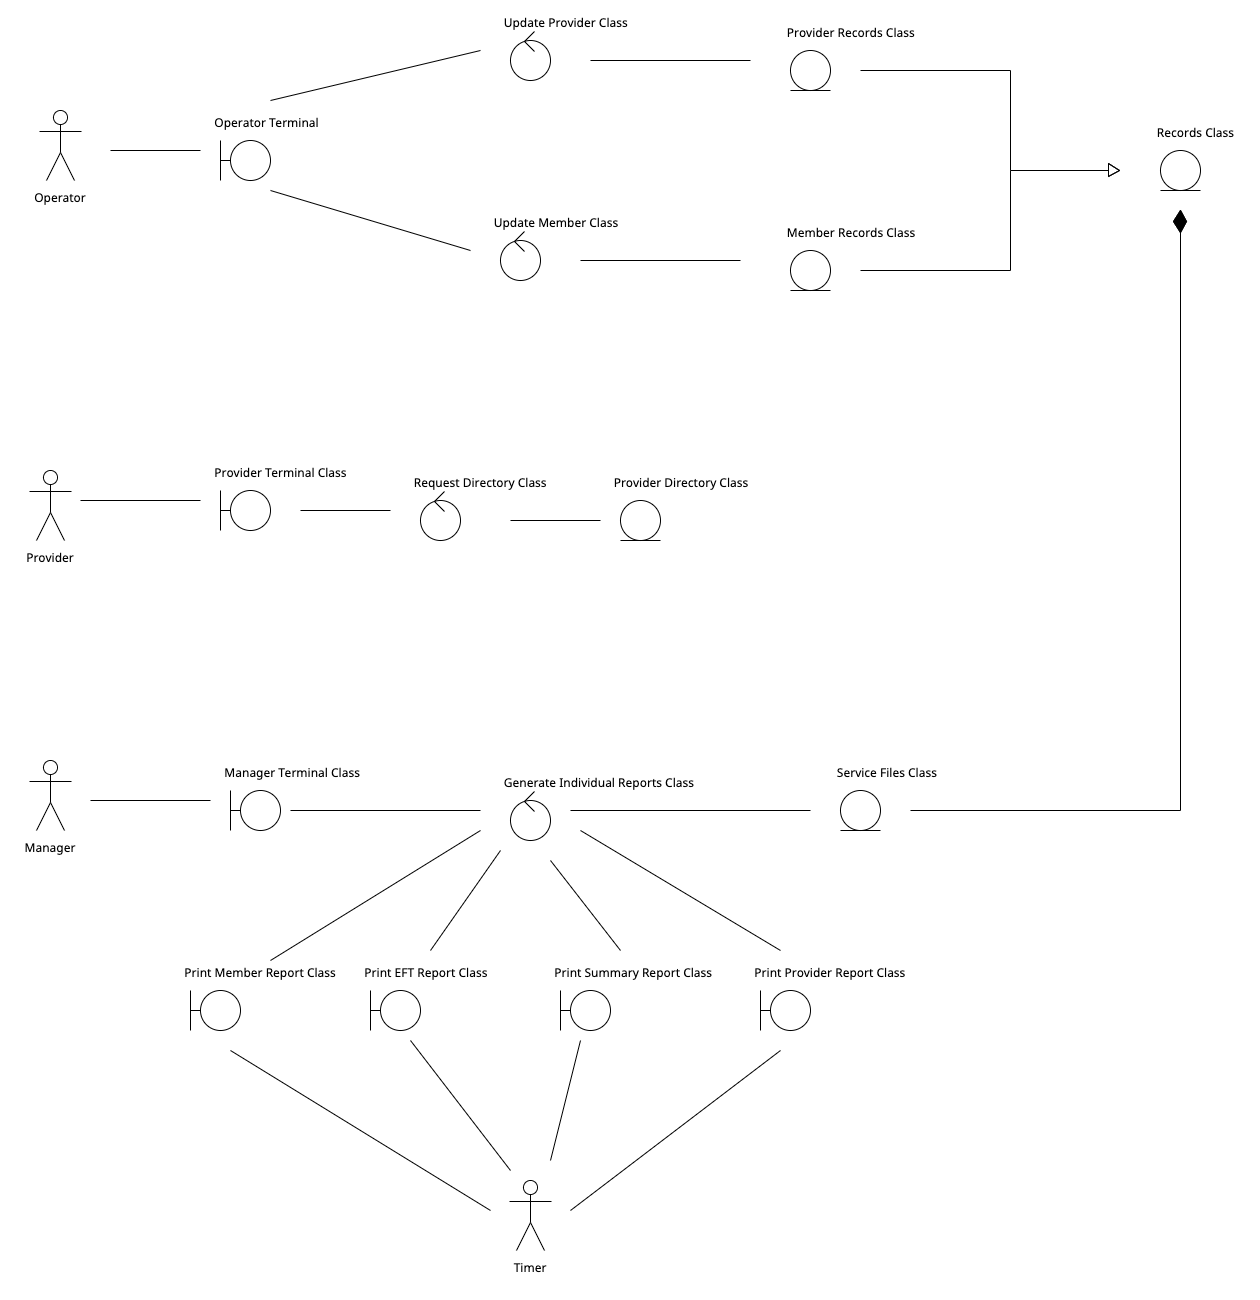 Update Provider Class
Provider Records Class
Operator Terminal
Records Class
Operator
Update Member Class
Member Records Class
Provider Terminal Class
Request Directory Class
Provider Directory Class
Provider
Manager Terminal Class
Generate Individual Reports Class
Service Files Class
Manager
Print Member Report Class
Print EFT Report Class
Print Summary Report Class
Print Provider Report Class
Timer